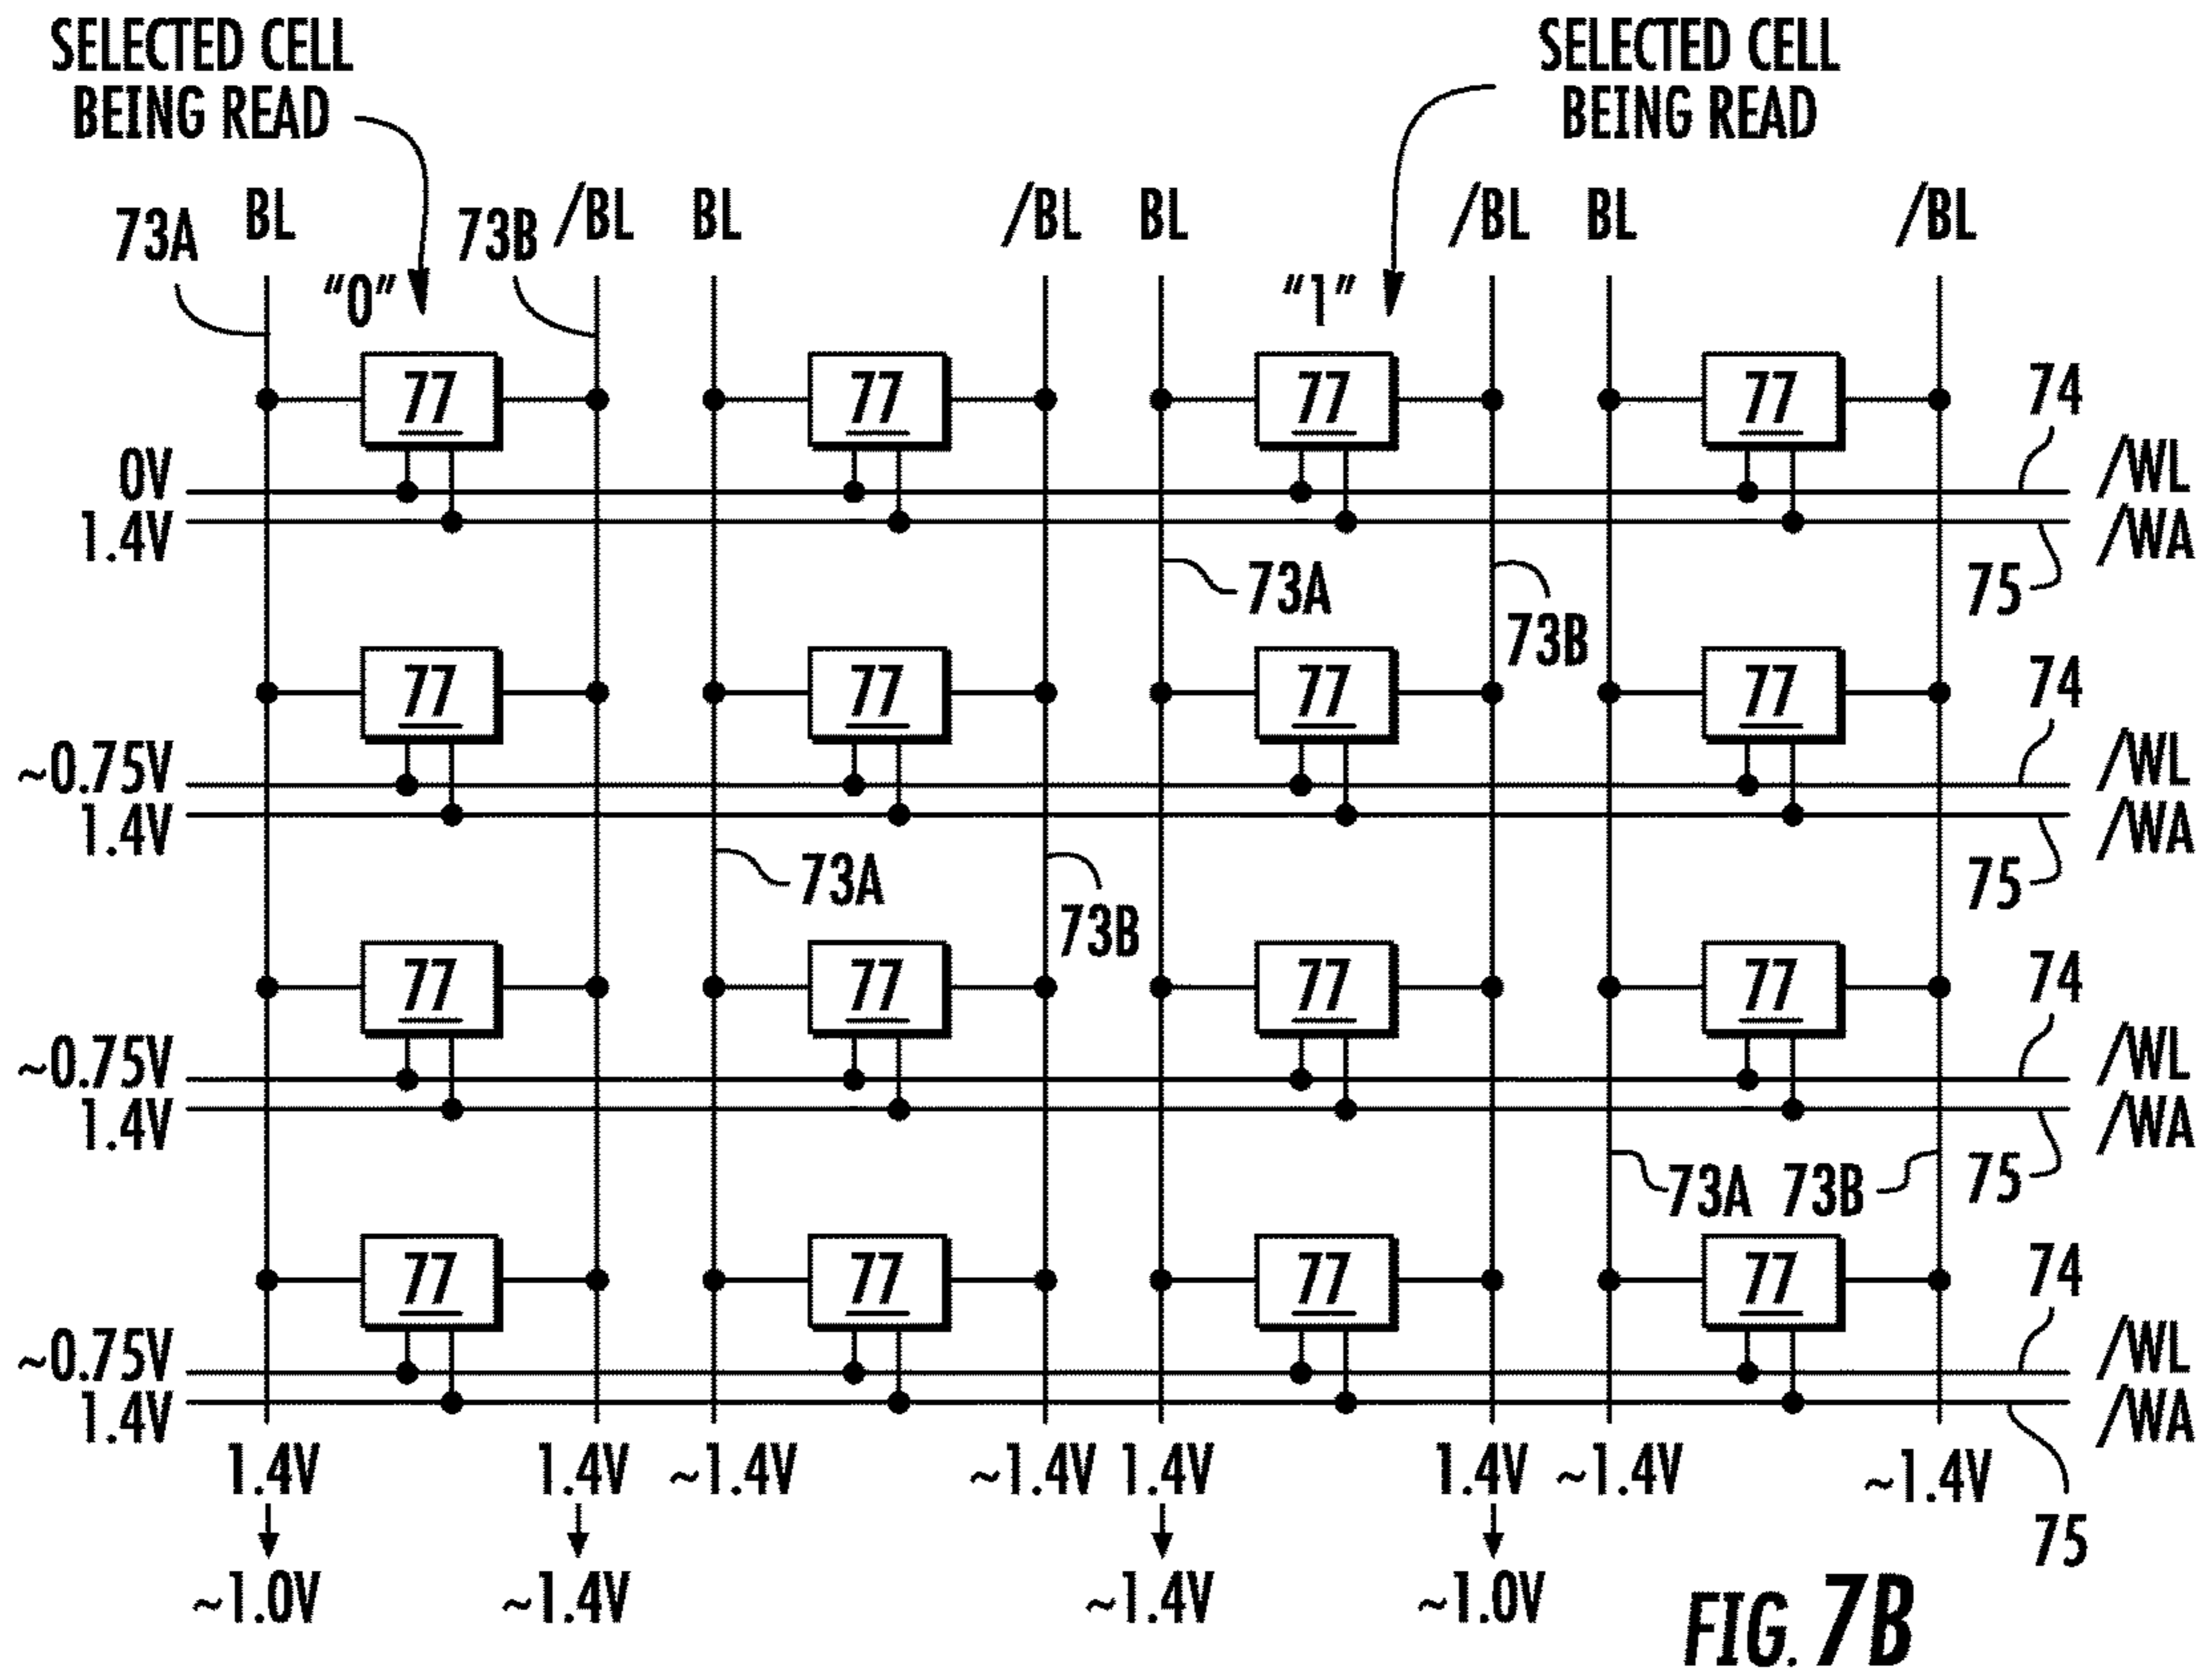 SELECTED CELL
BEING READ
SELECTED CELL
BEING READ
73A BL 73B /BL BL /BL BL /BL BL /BL
"0" "1"
77 77 77 77 74
0V /WL
1.4V /WA
73A 73B 75
77 77 77 77 74
~0.75V /WL
1.4V /WA
73A 73B 75
77 77 77 77 74
~0.75V /WL
1.4V /WA
73A 73B 75
77 77 77 77 74
~0.75V /WL
1.4V /WA
1.4V 1.4V ~1.4V ~1.4V 1.4V 1.4V ~1.4V ~1.4V
75
~1.0V ~1.4V ~1.4V ~1.0V
FIG. 7B